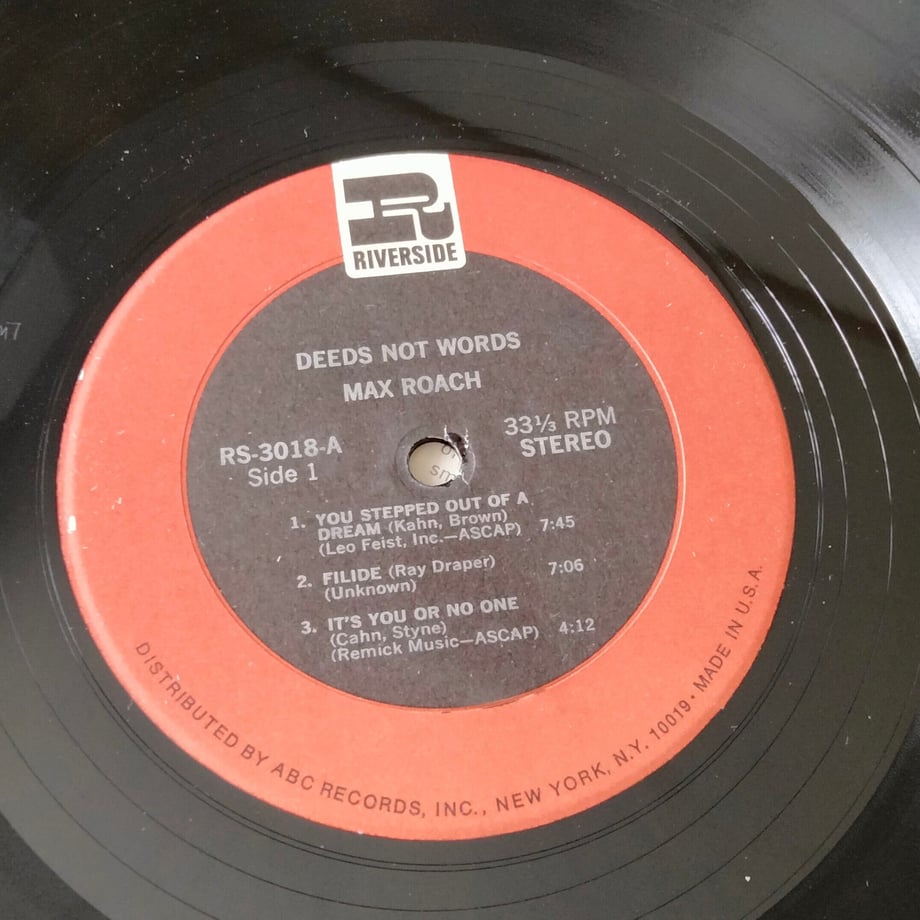 R
RIVERSIDE
DEEDS NOT WORDS
MAX ROACH
RS-3018-A
Side 1
33⅓ RPM
STEREO
1. YOU STEPPED OUT OF A
DREAM (Kahn, Brown)
(Leo Feist, Inc.—ASCAP) 7:45
2. FILIDE (Ray Draper) 7:06
(Unknown)
3. IT'S YOU OR NO ONE
(Cahn, Styne) 4:12
(Remick Music—ASCAP)
DISTRIBUTED BY ABC RECORDS, INC., NEW YORK, N.Y. 10019 • MADE IN U.S.A.